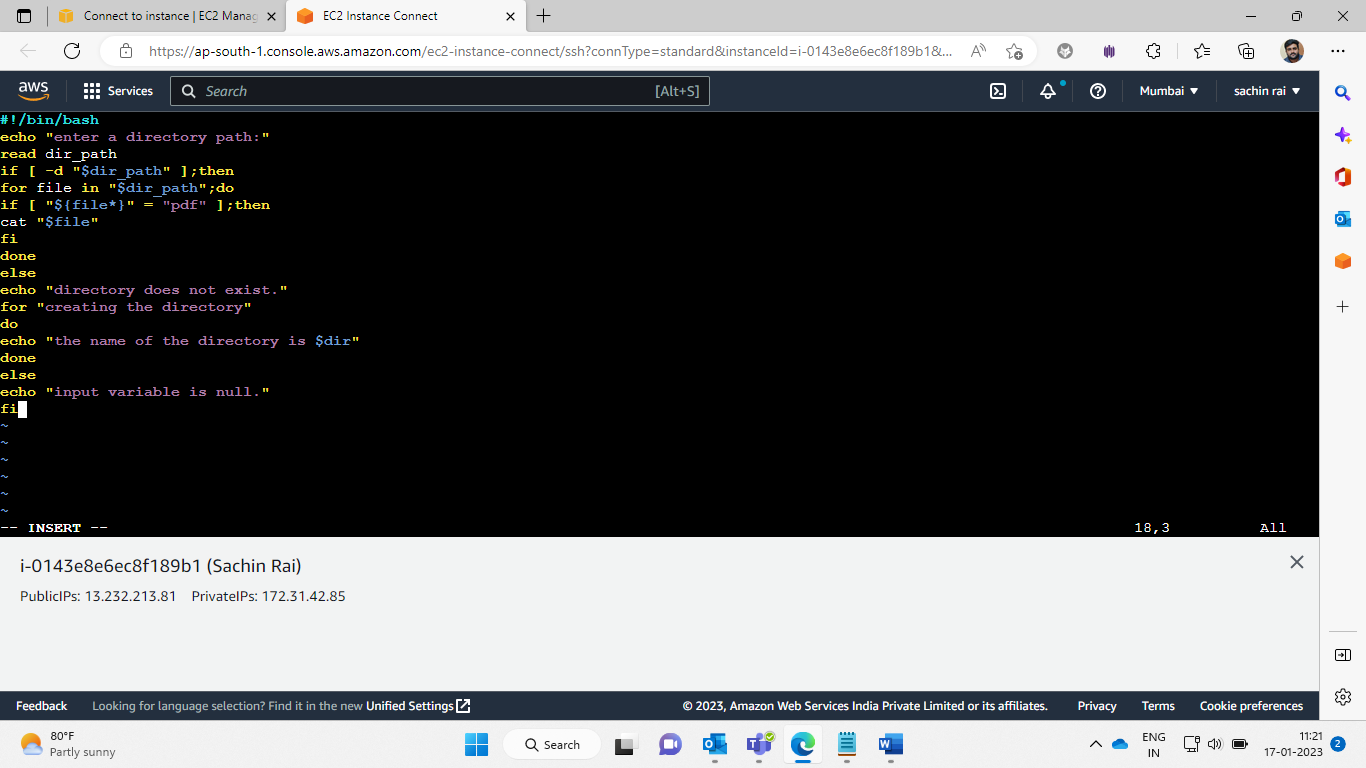 Connect to instance | EC2 Manag
EC2 Instance Connect
https://ap-south-1.console.aws.amazon.com/ec2-instance-connect/ssh?connType=standard&instanceId=i-0143e8e6ec8f189b1&...
aws
Services
Search
[Alt+S]
Mumbai
sachin rai
#!/bin/bash
echo "enter a directory path:"
read dir_path
if [ -d "$dir_path" ];then
for file in "$dir_path";do
if [ "${file*}" = "pdf" ];then
cat "$file"
fi
done
else
echo "directory does not exist."
for "creating the directory"
do
echo "the name of the directory is $dir"
done
else
echo "input variable is null."
fi
~
~
~
~
~
~
-- INSERT --
18,3
All
i-0143e8e6ec8f189b1 (Sachin Rai)
PublicIPs: 13.232.213.81 PrivateIPs: 172.31.42.85
Feedback
Looking for language selection? Find it in the new Unified Settings
© 2023, Amazon Web Services India Private Limited or its affiliates.
Privacy
Terms
Cookie preferences
80°F
Partly sunny
Search
ENG
IN
11:21
17-01-2023
2